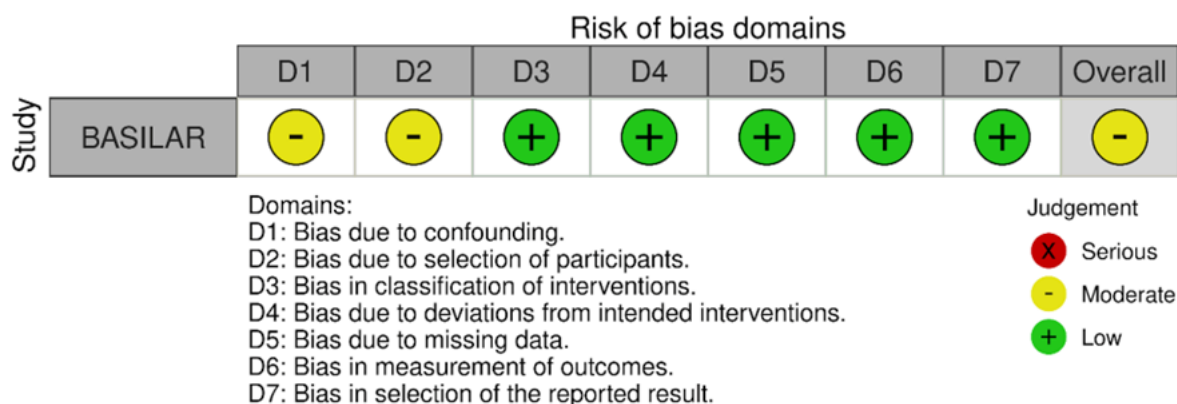 Risk of bias domains
D1 D2 D3 D4 D5 D6 D7 Overall
Study
BASILAR - - + + + + + -
Domains:
D1: Bias due to confounding.
D2: Bias due to selection of participants.
D3: Bias in classification of interventions.
D4: Bias due to deviations from intended interventions.
D5: Bias due to missing data.
D6: Bias in measurement of outcomes.
D7: Bias in selection of the reported result.
Judgement
X Serious
- Moderate
+ Low